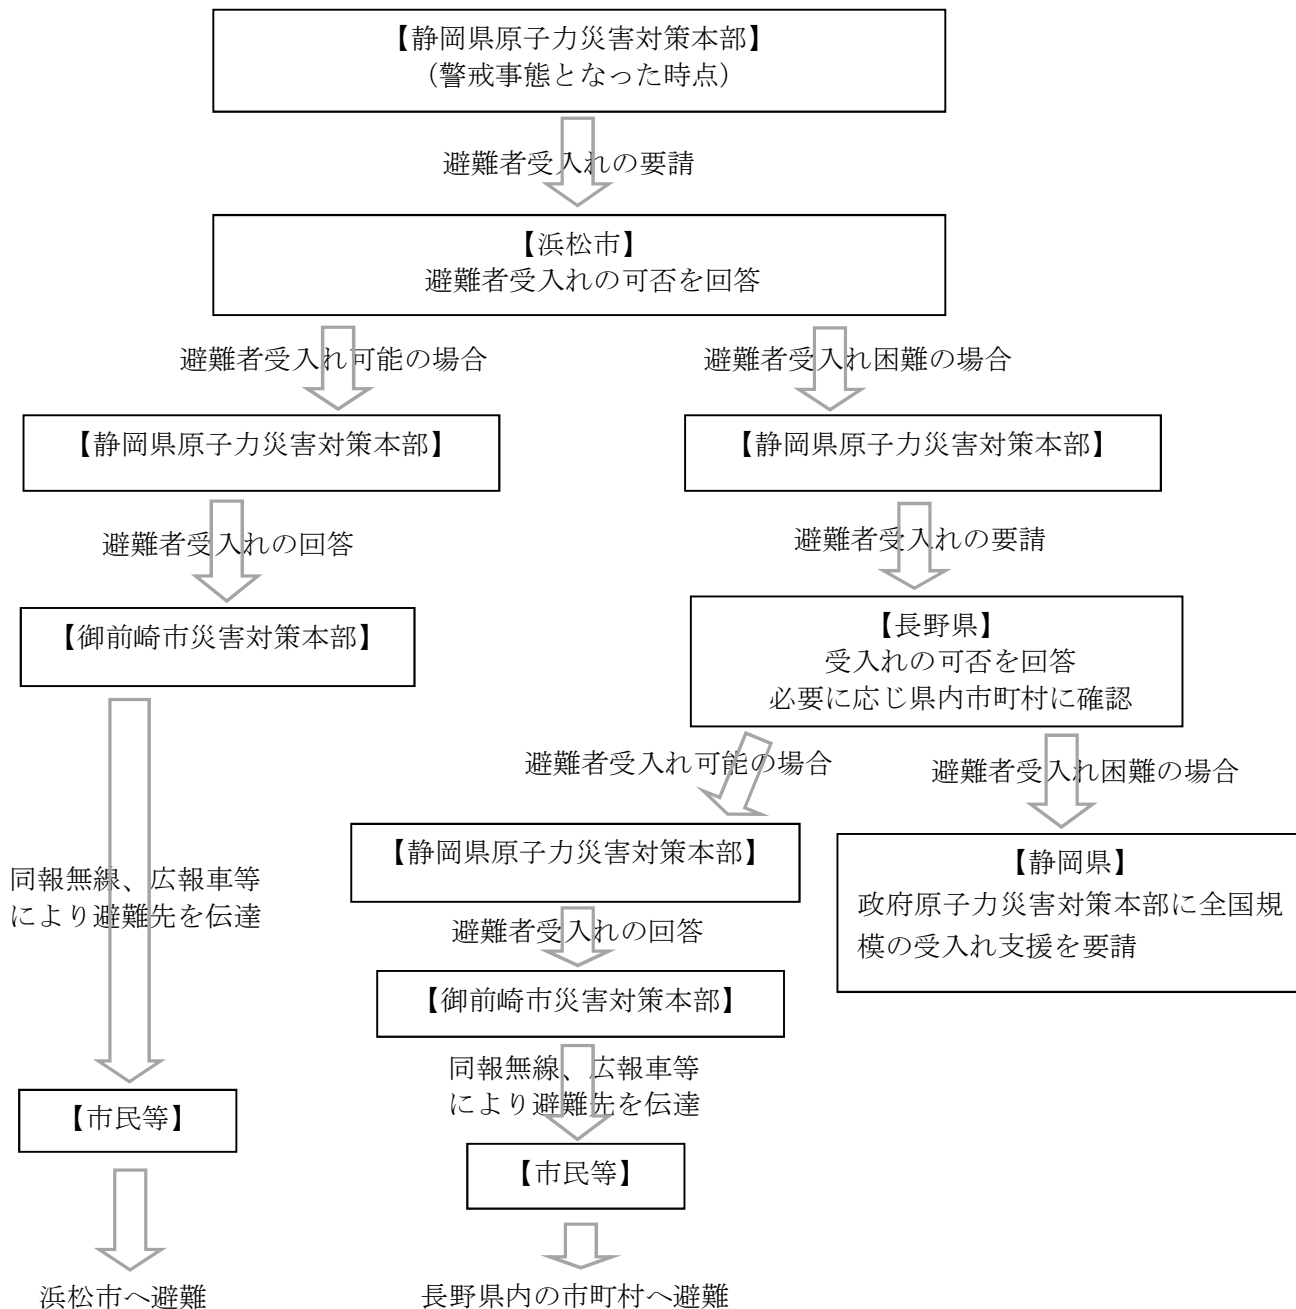 【静岡県原子力災害対策本部】
（警戒事態となった時点）
避難者受入れの要請
【浜松市】
避難者受入れの可否を回答
避難者受入れ可能の場合
避難者受入れ困難の場合
【静岡県原子力災害対策本部】
【静岡県原子力災害対策本部】
避難者受入れの回答
避難者受入れの要請
【御前崎市災害対策本部】
【長野県】
受入れの可否を回答
必要に応じ県内市町村に確認
避難者受入れ可能の場合
避難者受入れ困難の場合
【静岡県原子力災害対策本部】
【静岡県】
政府原子力災害対策本部に全国規
模の受入れ支援を要請
同報無線、広報車等
により避難先を伝達
避難者受入れの回答
【御前崎市災害対策本部】
同報無線、広報車等
により避難先を伝達
【市民等】
【市民等】
浜松市へ避難
長野県内の市町村へ避難